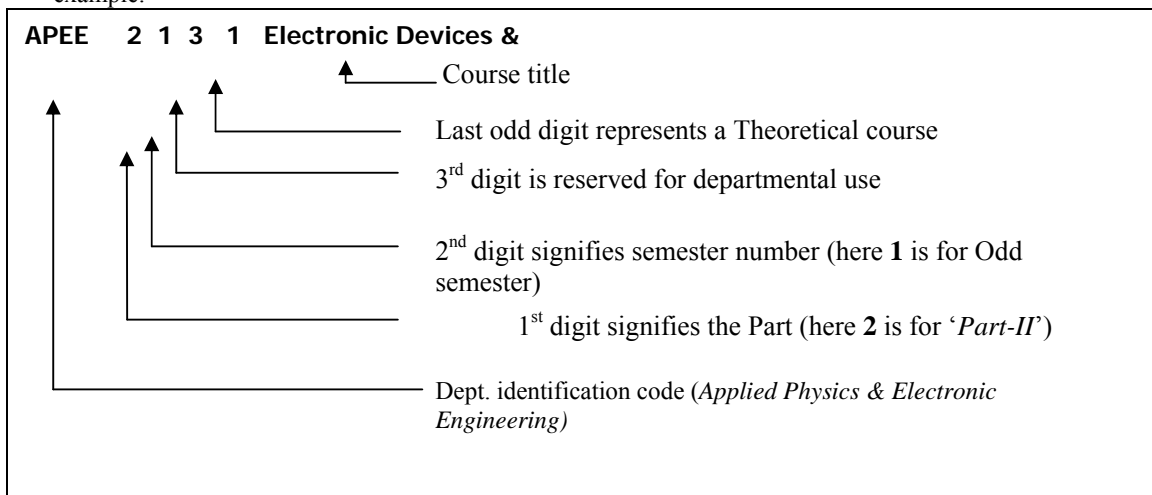 example:
APEE 2 1 3 1 Electronic Devices &
Course title
Last odd digit represents a Theoretical course
3rd digit is reserved for departmental use
2nd digit signifies semester number (here 1 is for Odd
semester)
1st digit signifies the Part (here 2 is for ‘Part-II’)
Dept. identification code (Applied Physics & Electronic
Engineering)